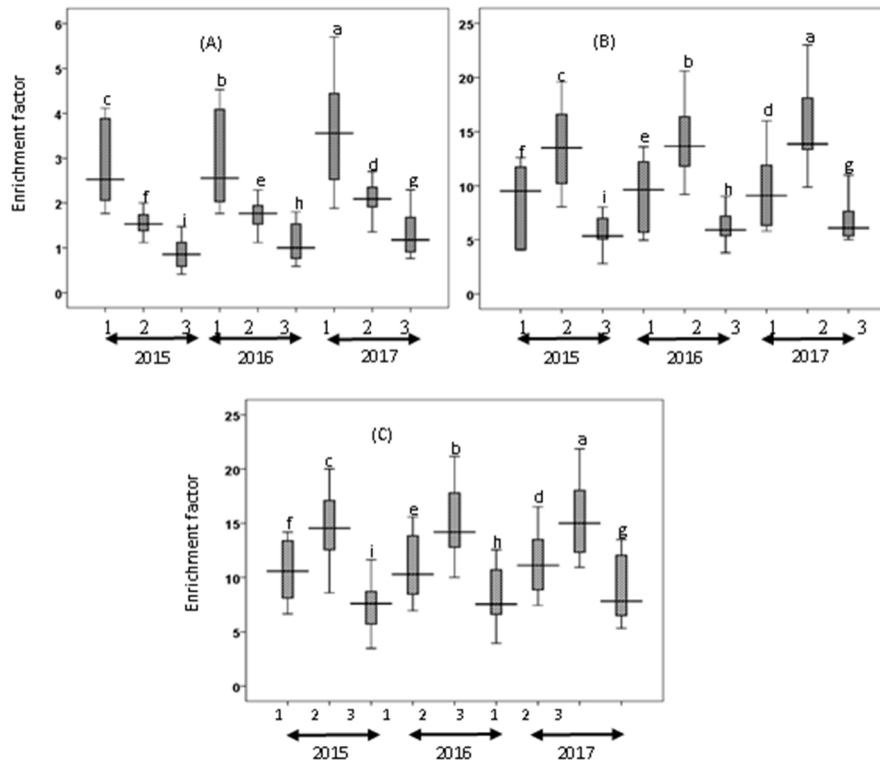 (A)
Enrichment factor
6
5
4
3
2
1
0
c
f
i
b
e
h
a
d
g
1 2 3 1 2 3 1 2 3
2015 2016 2017
(B)
25
20
15
10
5
0
f
c
i
e
b
h
d
a
g
1 2 3 1 2 3 1 2 3
2015 2016 2017
(C)
Enrichment factor
25
20
15
10
5
0
f
c
i
e
b
h
d
a
g
1 2 3 1 2 3 1 2 3
2015 2016 2017